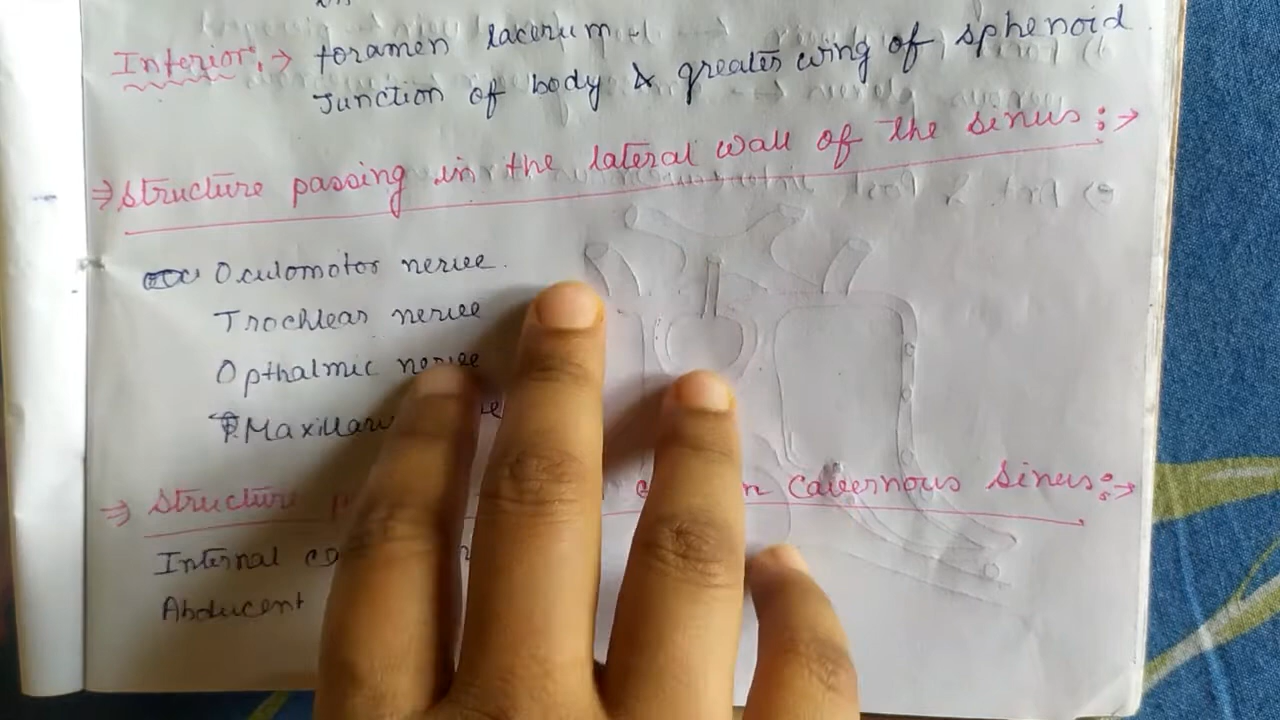 Inferior:→ foramen lacerum
Junction of body & greater wing of sphenoid
⇒ Structure passing in the lateral wall of the sinus:→
Oculomotor nerve.
Trochlear nerve
Opthalmic nerve
Maxillary
⇒ Structure cavernous sinus:→
Internal
Abducent